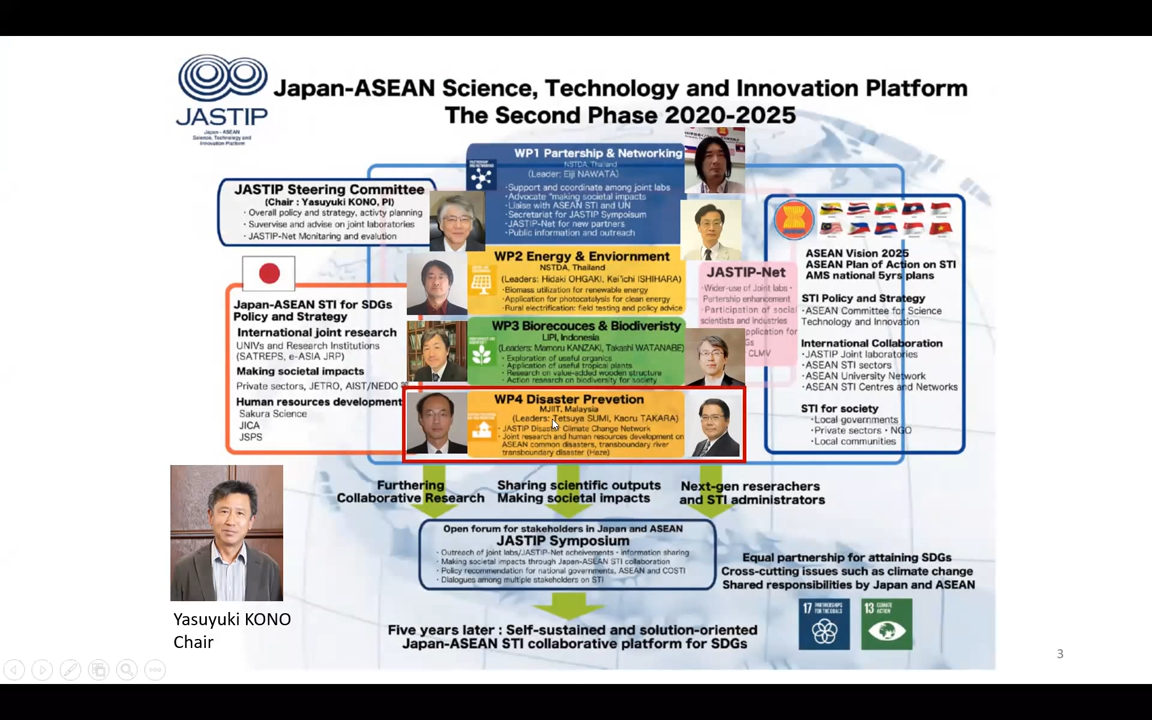 JASTIP
Japan - ASEAN
Science, Technology and
Innovation Platform
Japan-ASEAN Science, Technology and Innovation Platform
The Second Phase 2020-2025
JASTIP Steering Committee
(Chair : Yasuyuki KONO, PI)
・Overall policy and strategy, activty planning
・Suvervise and advise on joint laboratories
・JASTIP-Net Monitoring and evalution
Japan-ASEAN STI for SDGs
Policy and Strategy
International joint research
UNIVs and Research Institutions
(SATREPS, e-ASIA JRP)
Making societal impacts
Private sectors, JETRO, AIST/NEDO
Human resources development
Sakura Science
JICA
JSPS
WP1 Partership & Networking
NSTDA, Thailand
(Leader: Eiji NAWATA)
・Support and coordinate among joint labs
・Advocate "making societal impacts
・Liaise with ASEAN STI and UN
・Secretariat for JASTIP Sympoisum
・JASTIP-Net for new partners
・Public information and outreach
WP2 Energy & Enviornment
NSTDA, Thailand
(Leaders: Hidaki OHGAKI, Kei'ichi ISHIHARA)
・Biomass utilization for renewable energy
・Application for photocatalysis for clean energy
・Rural electrification: field testing and policy advice
WP3 Biorecouces & Biodiveristy
LIPI, Indonesia
(Leaders: Mamoru KANZAKI, Takashi WATANABE)
・Exploration of useful organics
・Application of useful tropical plants
・Research on value-added wooden structure
・Action research on biodversity for society
WP4 Disaster Prevetion
MJIIT, Malaysia
(Leaders: Tetsuya SUMI, Kaoru TAKARA)
・JASTIP Disaster Climate Change Network
・Joint research and human resources development on
ASEAN common disasters, transboundary river
transboundary disaster (Haze)
JASTIP-Net
・Wider-use of Joint labs・
Partership enhancement
・Participation of social
scientists and industries
pplication for
Gs
CLMV
ASEAN Vision 2025
ASEAN Plan of Action on STI
AMS national 5yrs plans
STI Policy and Strategy
・ASEAN Committee for Science
Technology and Innovation
International Collaboration
・JASTIP Joint laboratories
・ASEAN STI sectors
・ASEAN University Network
・ASEAN STI Centres and Networks
STI for society
・Local governments
・Private sectors・NGO
・Local communities
Furthering
Collaborative Research
Sharing scientific outputs
Making societal impacts
Next-gen reserachers
and STI administrators
Open forum for stakeholders in Japan and ASEAN
JASTIP Symposium
・Outreach of joint labs/JASTIP-Net acheivements・information sharing
・Making societal impacts through Japan-ASEAN STI collaboration
・Policy recommendation for national governments, ASEAN and COSTI
・Dialogues among multiple stakeholders on STI
Equal partnership for attaining SDGs
Cross-cutting issues such as climate change
Shared responsibilities by Japan and ASEAN
17 PARTNERSHIPS
FOR THE GOALS
13 CLIMATE
ACTION
Five years later : Self-sustained and solution-oriented
Japan-ASEAN STI collaborative platform for SDGs
Yasuyuki KONO
Chair
3